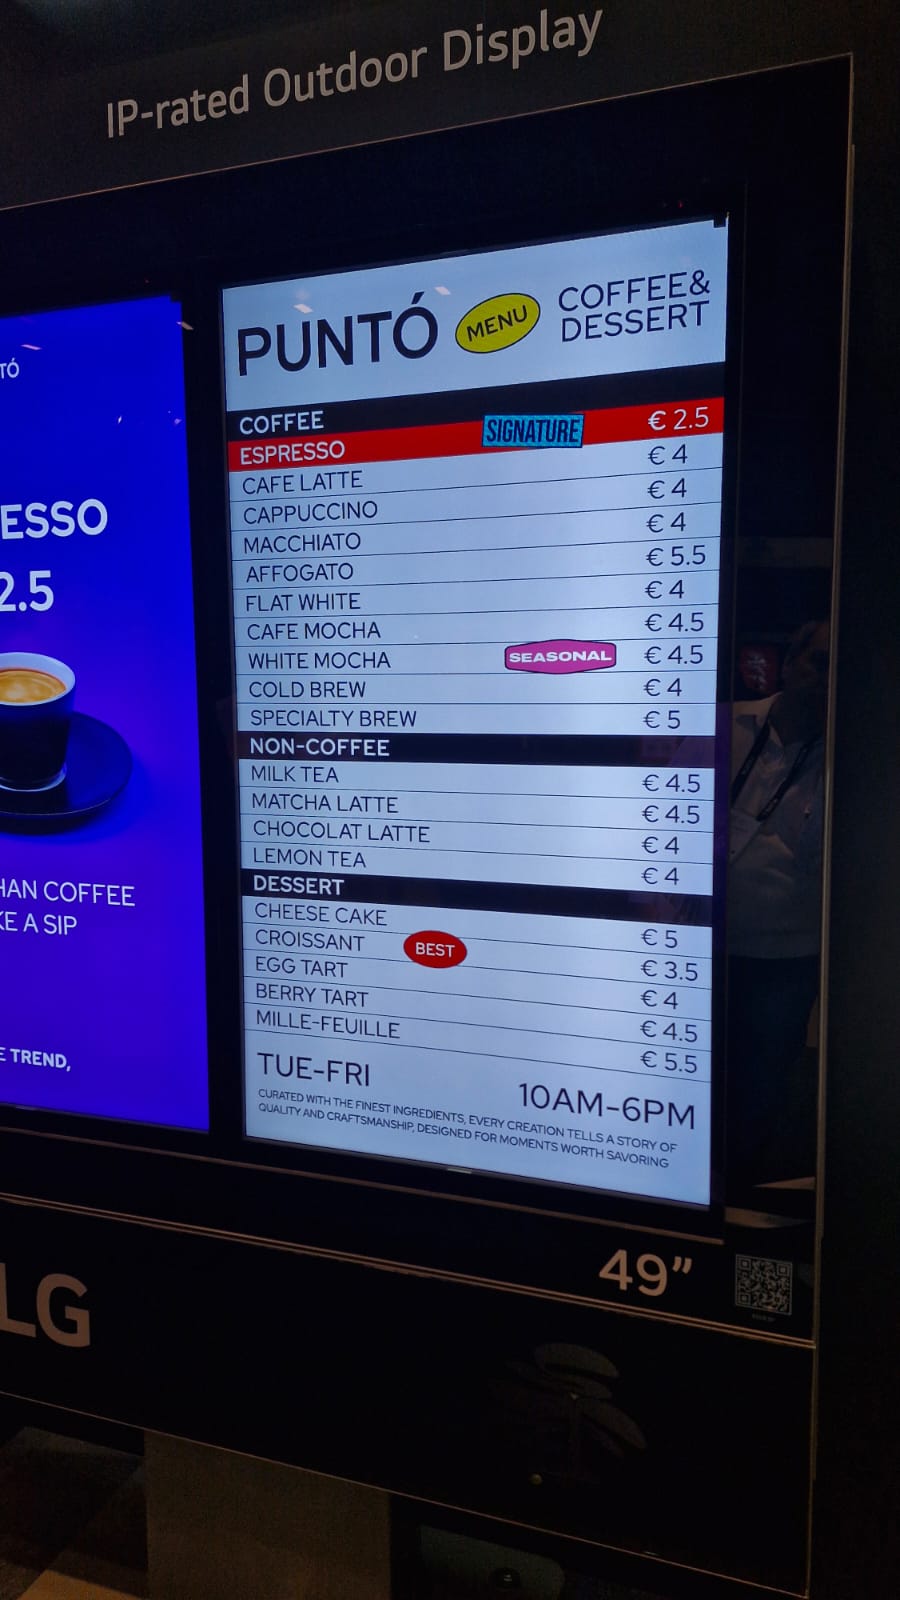 IP-rated Outdoor Display
TÓ
ESSO
2.5
HAN COFFEE
KE A SIP
E TREND,
PUNTÓ MENU COFFEE&
DESSERT
COFFEE
ESPRESSO SIGNATURE € 2.5
CAFE LATTE € 4
CAPPUCCINO € 4
MACCHIATO € 4
AFFOGATO € 5.5
FLAT WHITE € 4
CAFE MOCHA € 4.5
WHITE MOCHA SEASONAL € 4.5
COLD BREW € 4
SPECIALTY BREW € 5
NON-COFFEE
MILK TEA € 4.5
MATCHA LATTE € 4.5
CHOCOLAT LATTE € 4
LEMON TEA € 4
DESSERT
CHEESE CAKE € 5
CROISSANT BEST € 3.5
EGG TART € 4
BERRY TART € 4.5
MILLE-FEUILLE € 5.5
TUE-FRI 10AM-6PM
CURATED WITH THE FINEST INGREDIENTS, EVERY CREATION TELLS A STORY OF
QUALITY AND CRAFTSMANSHIP, DESIGNED FOR MOMENTS WORTH SAVORING
49”
LG